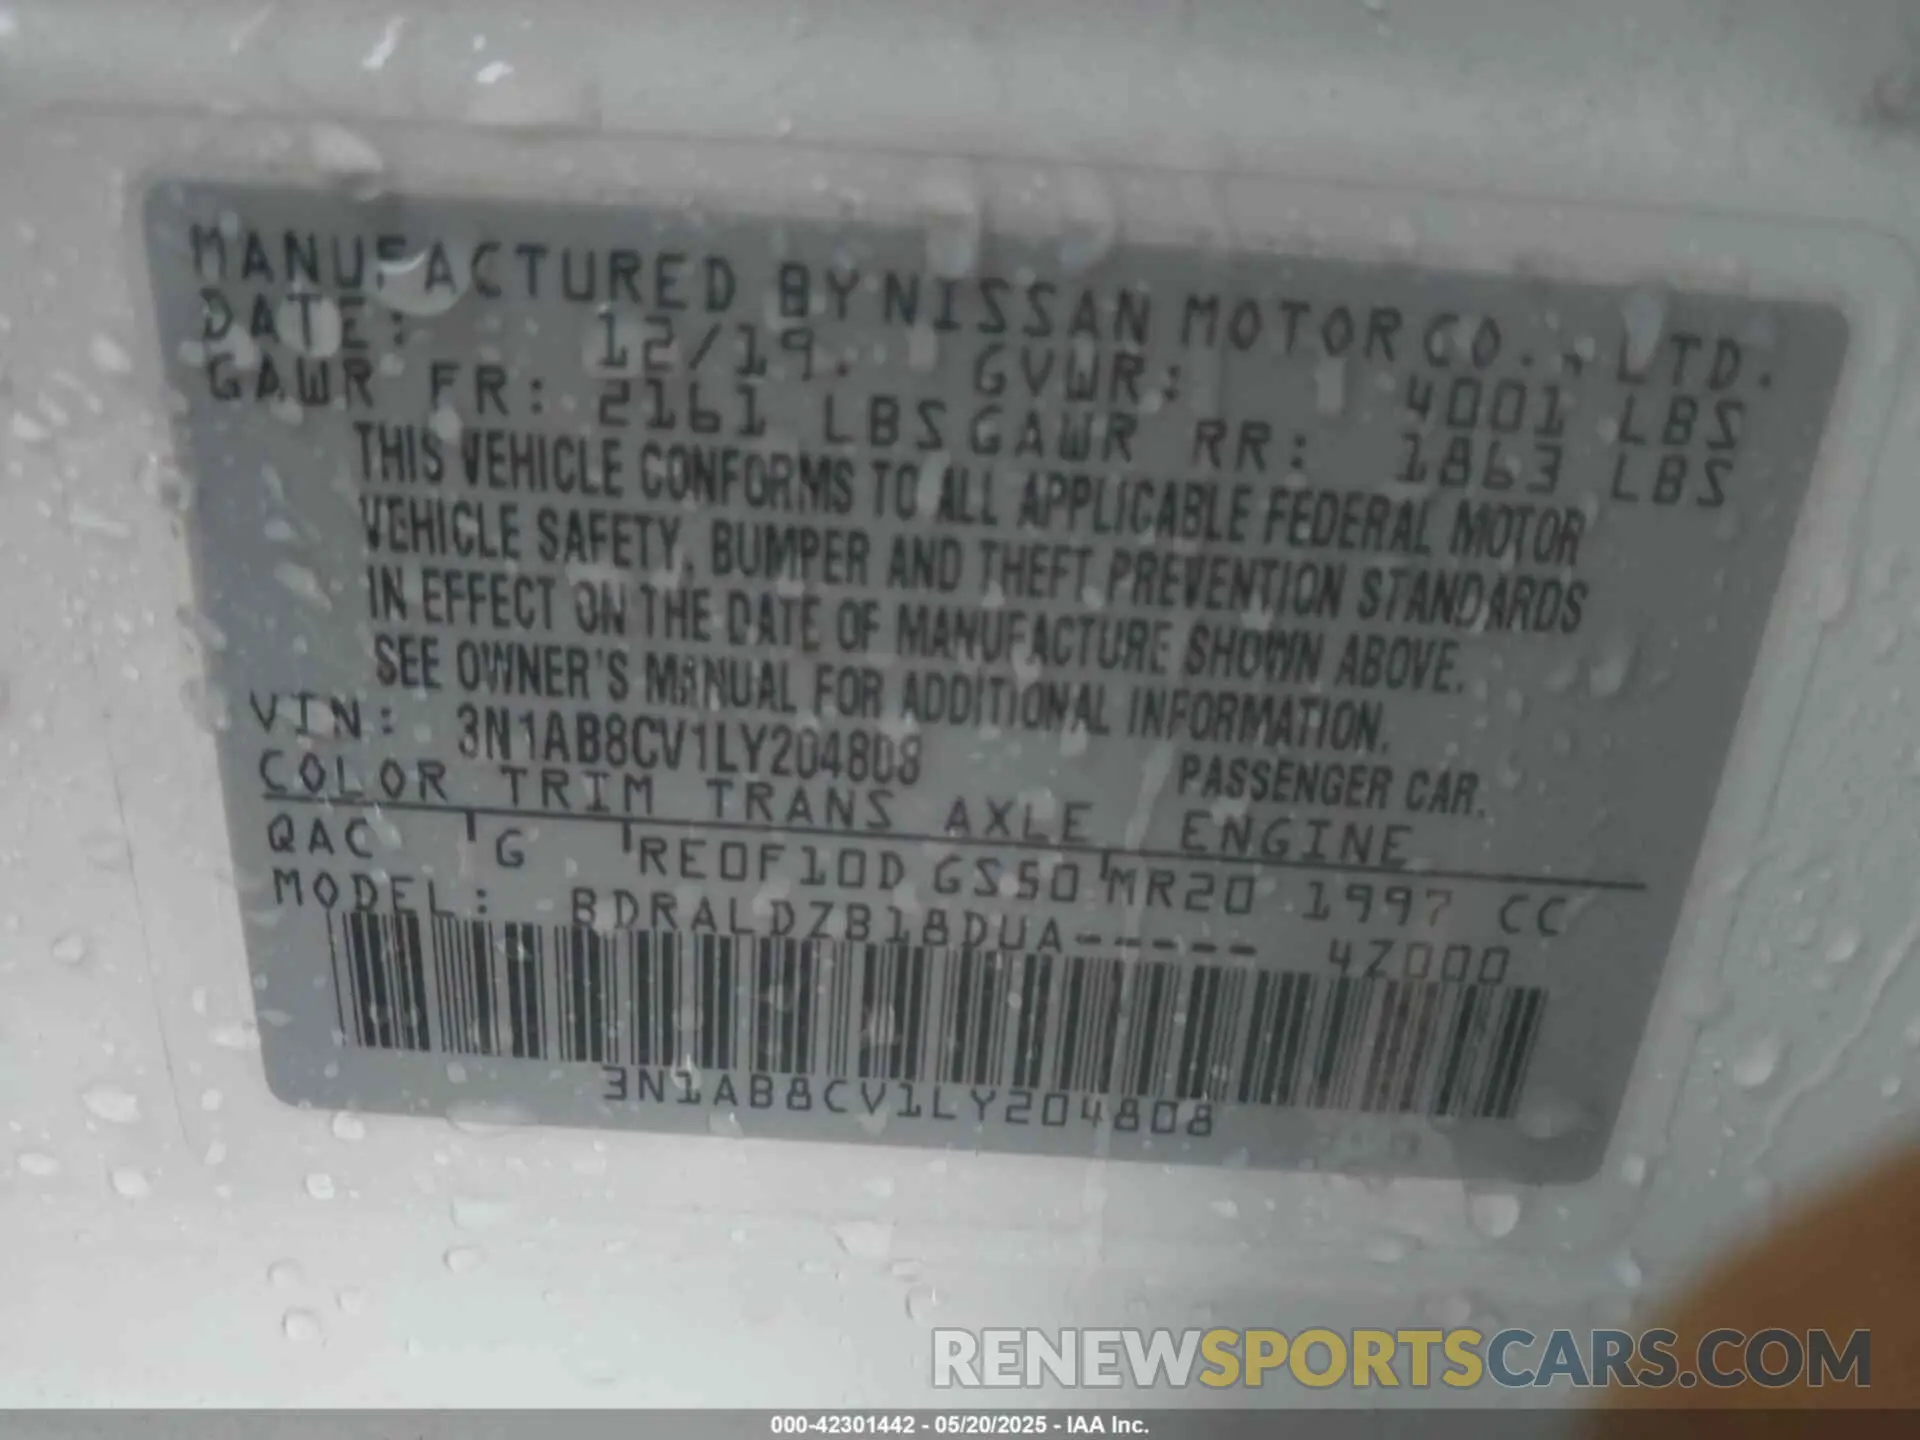 MANUFACTURED BY NISSAN MOTOR CO., LTD.
DATE: 12/19. GVWR: 4001 LBS
GAWR FR: 2161 LBS GAWR RR: 1863 LBS
THIS VEHICLE CONFORMS TO ALL APPLICABLE FEDERAL MOTOR
VEHICLE SAFETY, BUMPER AND THEFT PREVENTION STANDARDS
IN EFFECT ON THE DATE OF MANUFACTURE SHOWN ABOVE.
SEE OWNER'S MANUAL FOR ADDITIONAL INFORMATION.
VIN: 3N1AB8CV1LY204808 PASSENGER CAR.
COLOR TRIM TRANS AXLE ENGINE
QAC G RE0F10D GS50 MR20 1997 CC
MODEL: BDRALDZB18DUA----- 4Z000
3N1AB8CV1LY204808
RENEWSPORTSCARS.COM
000-42301442 - 05/20/2025 - IAA Inc.